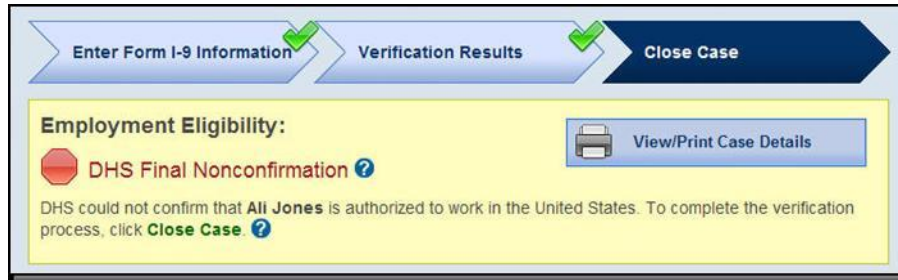 Enter Form I-9 Information
Verification Results
Close Case
Employment Eligibility:
View/Print Case Details
DHS Final Nonconfirmation ?
DHS could not confirm that Ali Jones is authorized to work in the United States. To complete the verification
process, click Close Case. ?